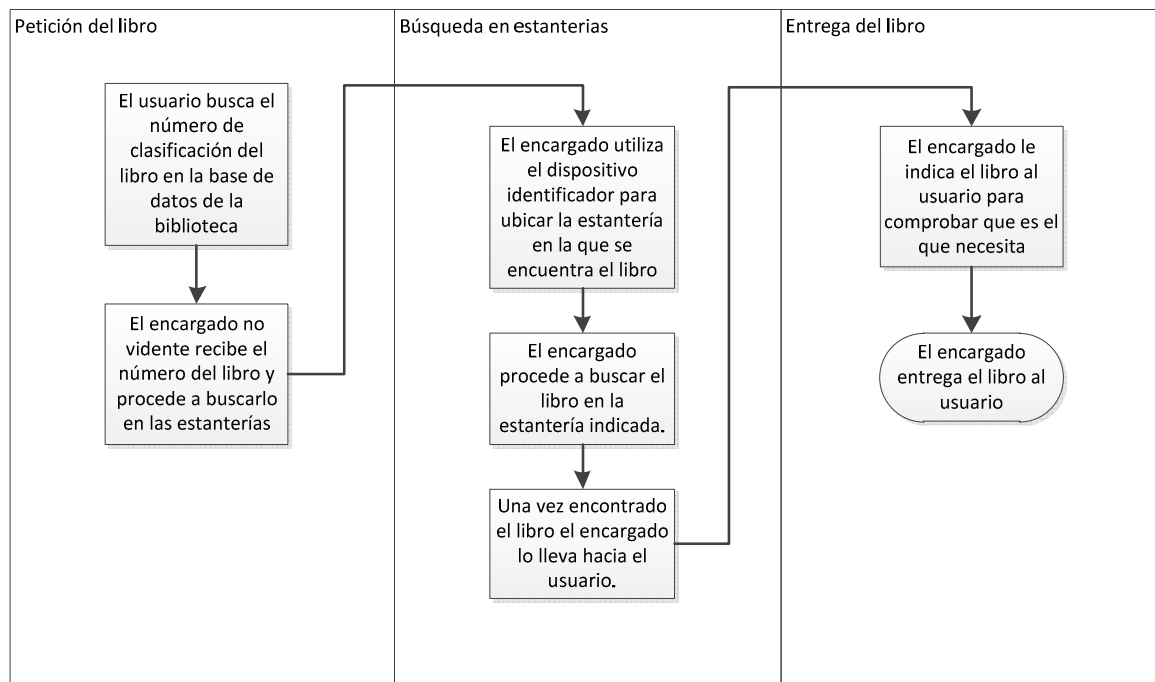 Petición del libro
El usuario busca el
número de
clasificación del
libro en la base de
datos de la
biblioteca
El encargado no
vidente recibe el
número del libro y
procede a buscarlo
en las estanterías
Búsqueda en estanterias
El encargado utiliza
el dispositivo
identificador para
ubicar la estantería
en la que se
encuentra el libro
El encargado
procede a buscar el
libro en la
estantería indicada.
Una vez encontrado
el libro el encargado
lo lleva hacia el
usuario.
Entrega del libro
El encargado le
indica el libro al
usuario para
comprobar que es el
que necesita
El encargado
entrega el libro al
usuario